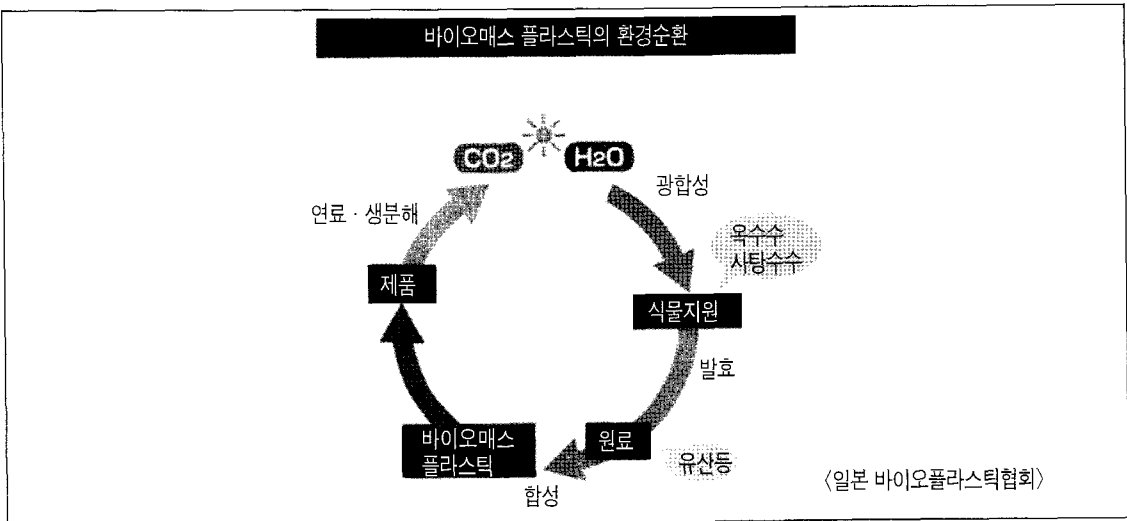 바이오매스 플라스틱의 환경순환
CO2
H2O
광합성
옥수수
사탕수수
식물지원
발효
원료
유산등
합성
바이오매스
플라스틱
제품
연료 · 생분해
〈일본 바이오플라스틱협회〉